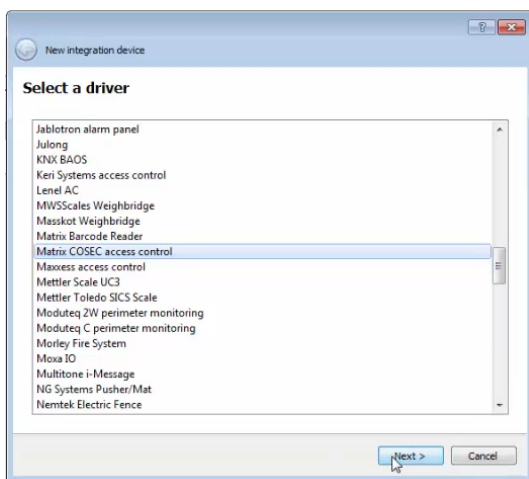 New integration device
Select a driver
Jablotron alarm panel
Julong
KNX BAOS
Keri Systems access control
Lenel AC
MWSScales Weighbridge
Masskot Weighbridge
Matrix Barcode Reader
Matrix COSEC access control
Maxxess access control
Mettler Scale UC3
Mettler Toledo SICS Scale
Moduteq 2W perimeter monitoring
Moduteq C perimeter monitoring
Morley Fire System
Moxa IO
Multitone i-Message
NG Systems Pusher/Mat
Nemtek Electric Fence
Next > Cancel